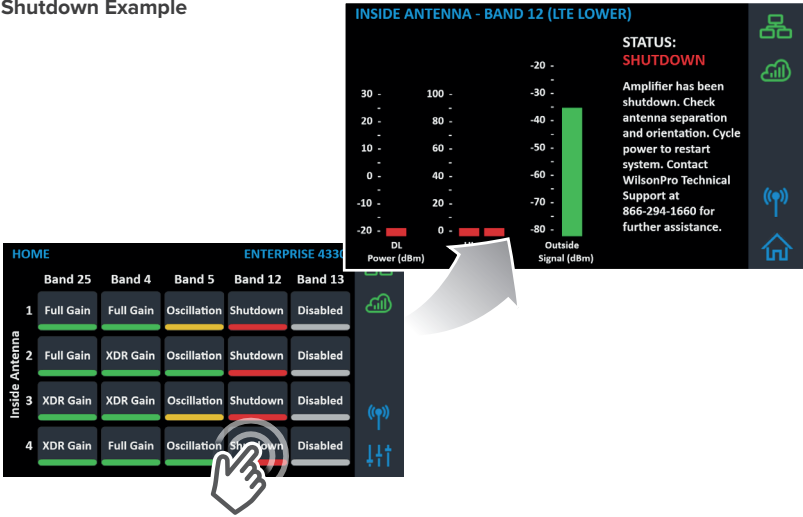 Shutdown Example
INSIDE ANTENNA - BAND 12 (LTE LOWER)
30 -
20 -
10 -
0 -
-10 -
-20 -
DL
Power (dBm)
100 -
80 -
60 -
40 -
20 -
0 -
-20 -
-30 -
-40 -
-50 -
-60 -
-70 -
-80 -
Outside
Signal (dBm)
STATUS:
SHUTDOWN
Amplifier has been
shutdown. Check
antenna separation
and orientation. Cycle
power to restart
system. Contact
WilsonPro Technical
Support at
866-294-1660 for
further assistance.
HOME ENTERPRISE 4330
Band 25 Band 4 Band 5 Band 12 Band 13
Inside Antenna
1 Full Gain Full Gain Oscillation Shutdown Disabled
2 Full Gain XDR Gain Oscillation Shutdown Disabled
3 XDR Gain XDR Gain Oscillation Shutdown Disabled
4 XDR Gain Full Gain Oscillation Shutdown Disabled